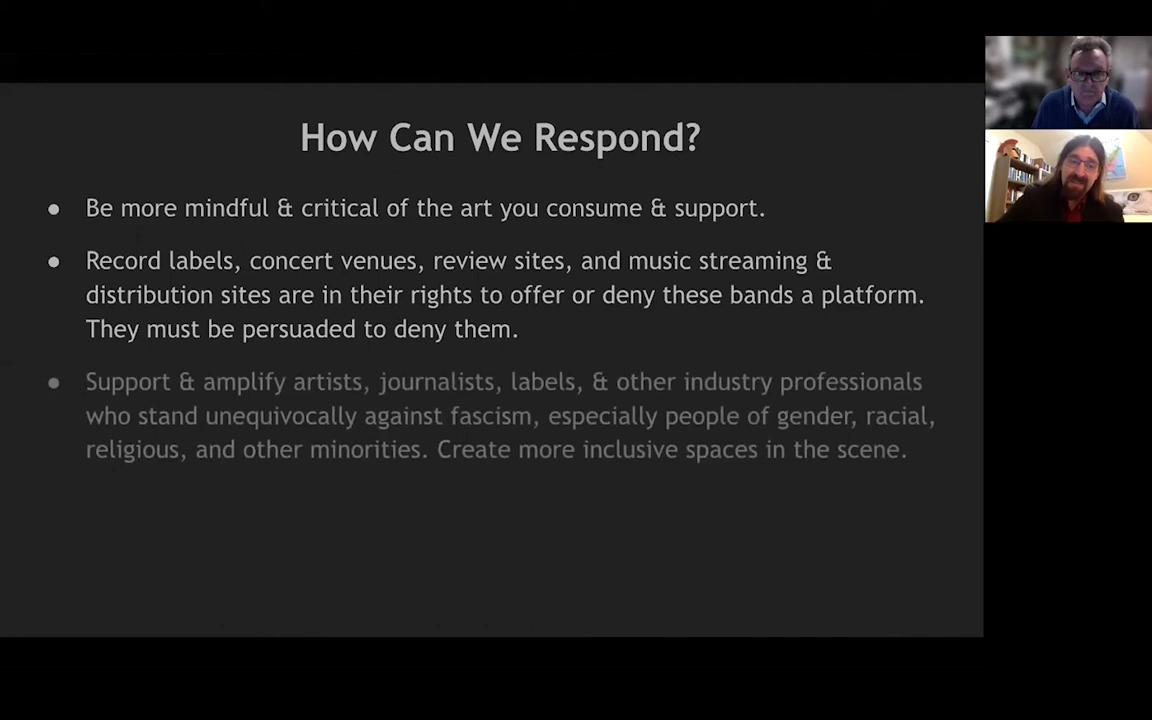 How Can We Respond?
● Be more mindful & critical of the art you consume & support.
● Record labels, concert venues, review sites, and music streaming &
distribution sites are in their rights to offer or deny these bands a platform.
They must be persuaded to deny them.
● Support & amplify artists, journalists, labels, & other industry professionals
who stand unequivocally against fascism, especially people of gender, racial,
religious, and other minorities. Create more inclusive spaces in the scene.